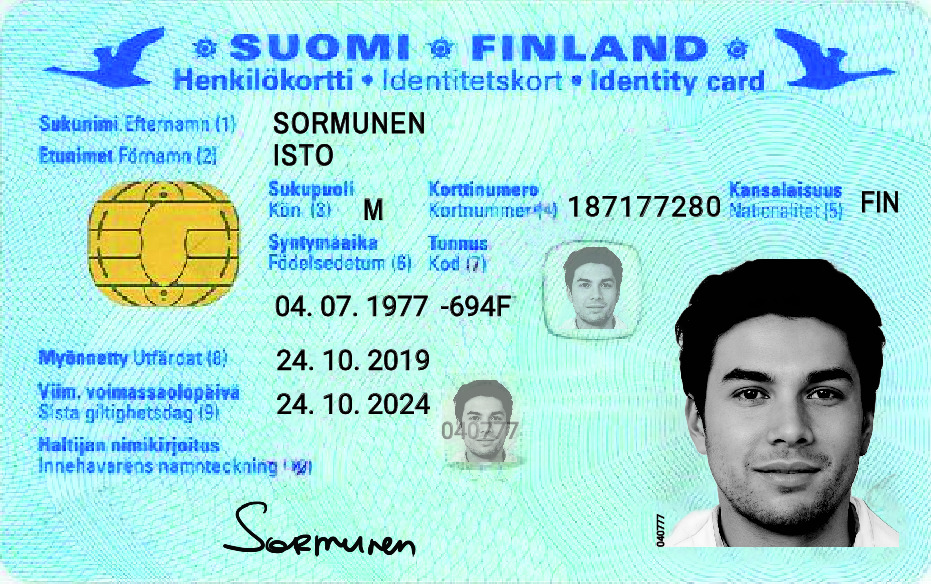 SUOMI FINLAND
Henkilökortti • Identitetskort • Identity card
Sukunimi Efternamn (1) SORMUNEN
Etunimet Förnamn (2) ISTO
Sukupuoli Korttinumero Kansalaisuus
Kön (3) M Kortnummer (4) 187177280 Nationalitet (5) FIN
Syntymäaika Tunnus
Födelsedetum (6) Kod (7)
04. 07. 1977 -694F
Myönnetty Utfärdat (8) 24. 10. 2019
Viim. voimassaolopäivä
Sista giltighetsdag (9) 24. 10. 2024
040777
Haltijan nimikirjoitus
Innehavarens namnteckning
Sormunen
040777